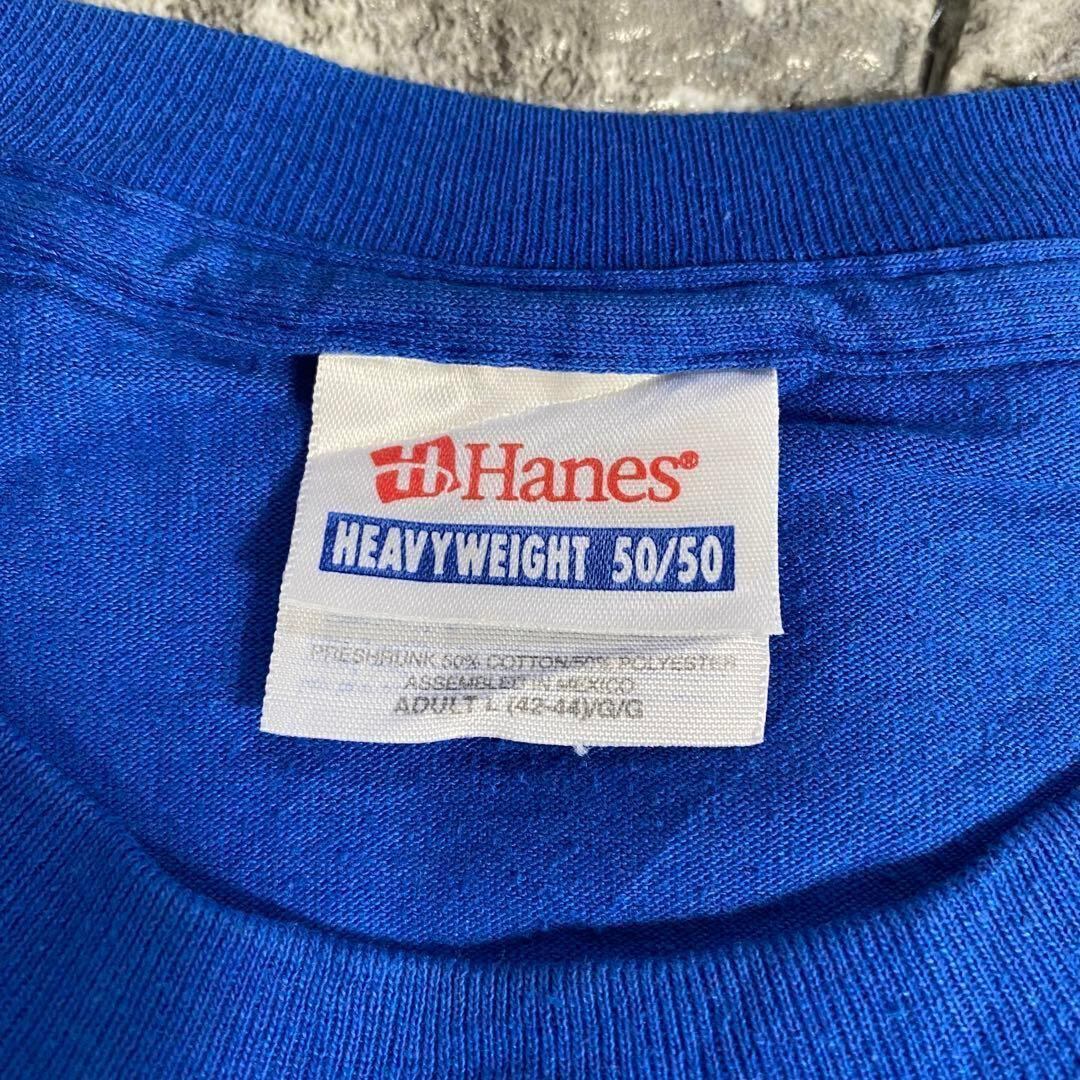 Hanes®
HEAVYWEIGHT 50/50
PRESHRUNK 50% COTTON/50% POLYESTER
ASSEMBLED IN MEXICO
ADULT L (42-44)/G/G